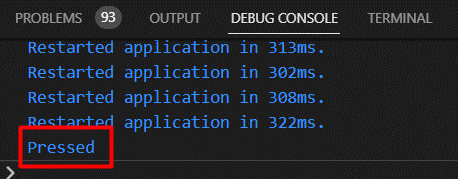 PROBLEMS 93 OUTPUT DEBUG CONSOLE TERMINAL
Restarted application in 313ms.
Restarted application in 302ms.
Restarted application in 308ms.
Restarted application in 322ms.
Pressed
>